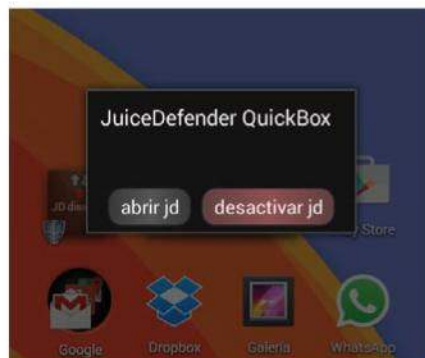 JuiceDefender QuickBox
abrir jd
desactivar jd
Store
Google
Dropbox
Galería
WhatsApp